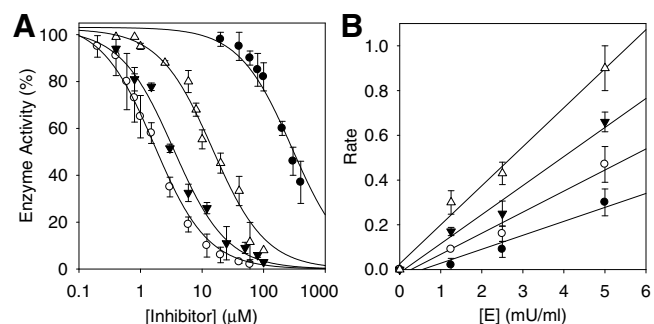 A
B
100
80
60
40
20
0
Enzyme Activity (%)
0.1 1 10 100 1000
[Inhibitor] (μM)
1.0
0.8
0.6
0.4
0.2
0.0
Rate
0 1 2 3 4 5 6
[E] (mU/ml)